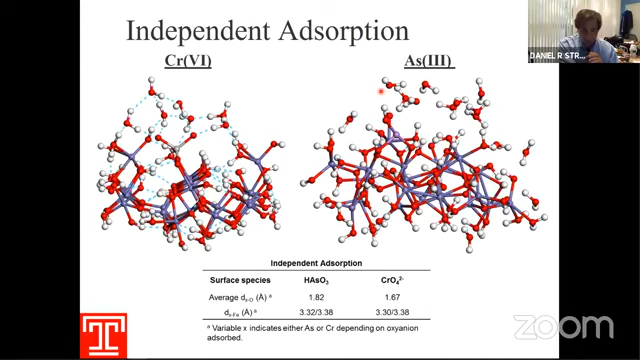 Independent Adsorption
Cr(VI)
As(III)
DANIEL R STR...
Independent Adsorption
Surface species HAsO3 CrO4 2-
Average dx-O (Å) a 1.82 1.67
dx-Fe (Å) a 3.32/3.38 3.30/3.38
a Variable x indicates either As or Cr depending on oxyanion
adsorbed.
T
zoom